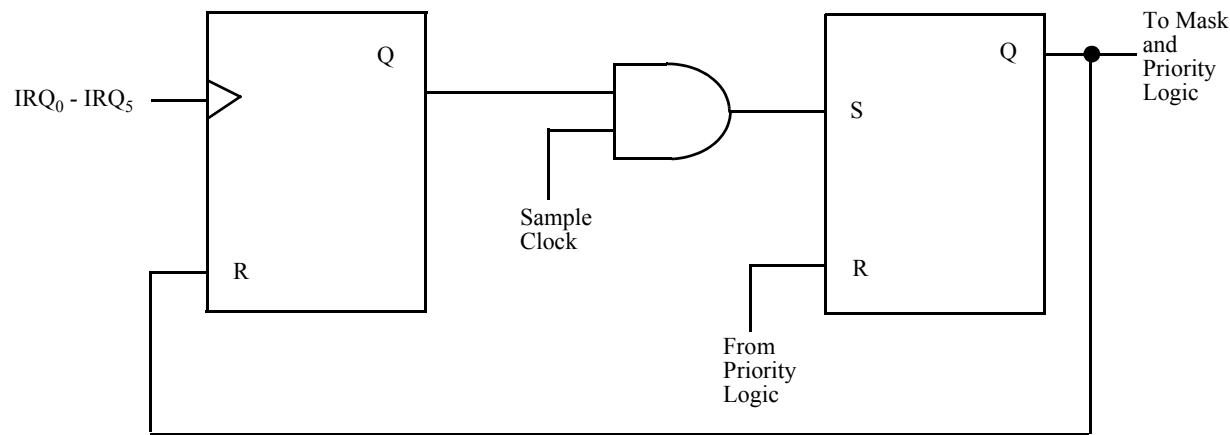 To Mask
and
Priority
Logic
Q
Q
IRQ₀ - IRQ₅
S
Sample
Clock
R
R
From
Priority
Logic